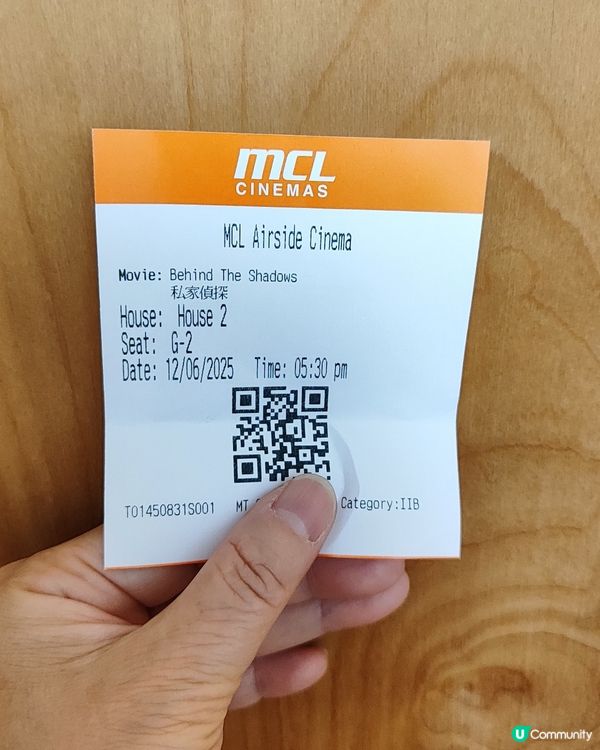 MCL
CINEMAS
MCL Airside Cinema
Movie: Behind The Shadows
私家偵探
House: House 2
Seat: G-2
Date: 12/06/2025 Time: 05:30 pm
T01450831S001 MT Category:IIB
U Community